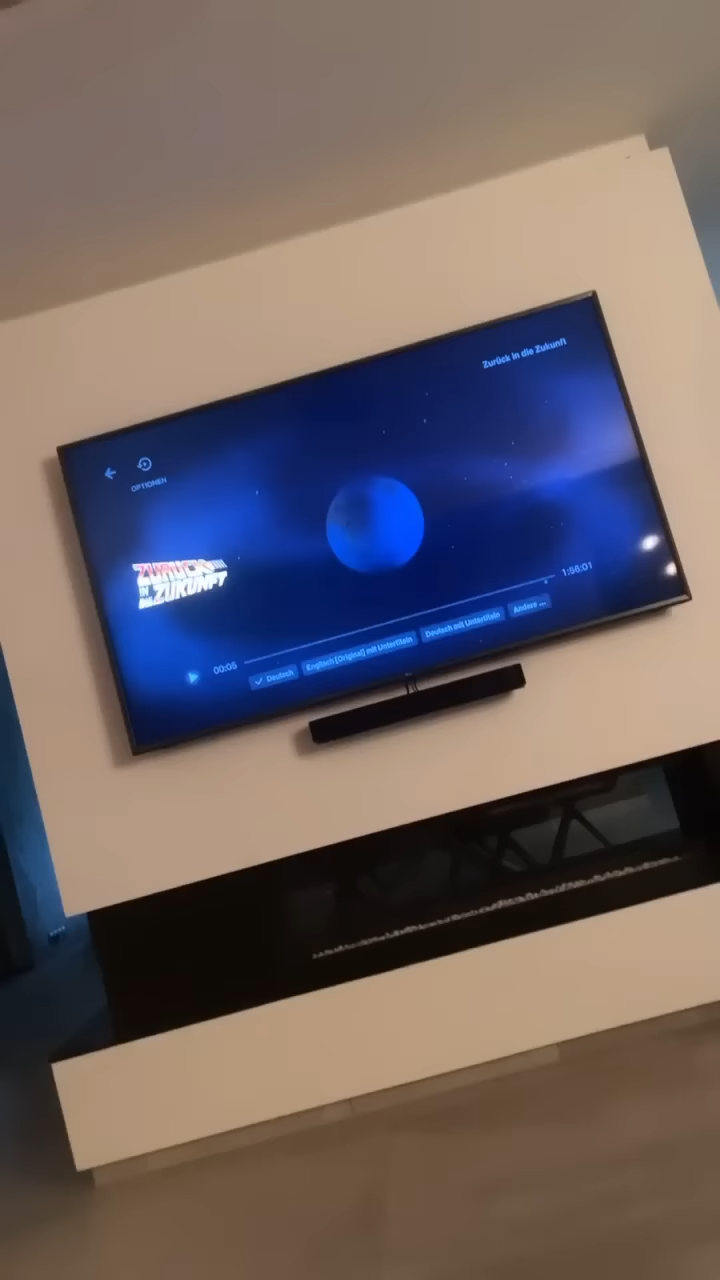 Zurück in die Zukunft
OPTIONEN
ZURÜCK
IN
DIE ZUKUNFT
00:05
1:56:01
Deutsch
Englisch [Original] mit Untertiteln
Deutsch mit Untertiteln
Andere ...